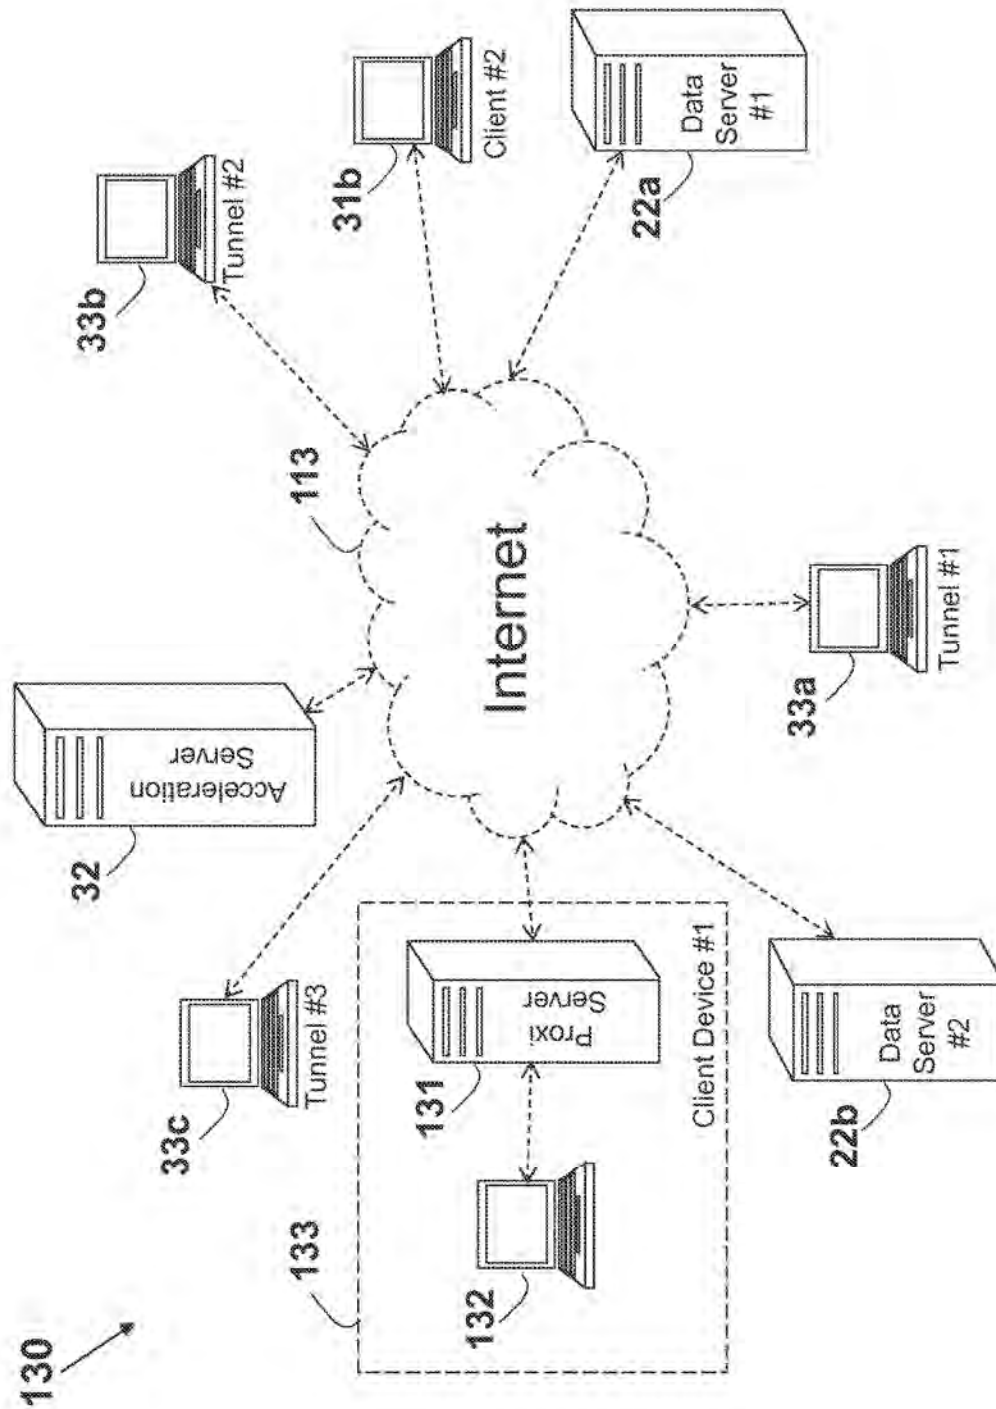 130
32
Acceleration
Server
33b
Tunnel #2
33c
Tunnel #3
133
113
31b
Client #2
131
Proxi
Server
132
Internet
22a
Data
Server
#1
Client Device #1
33a
Tunnel #1
22b
Data
Server
#2